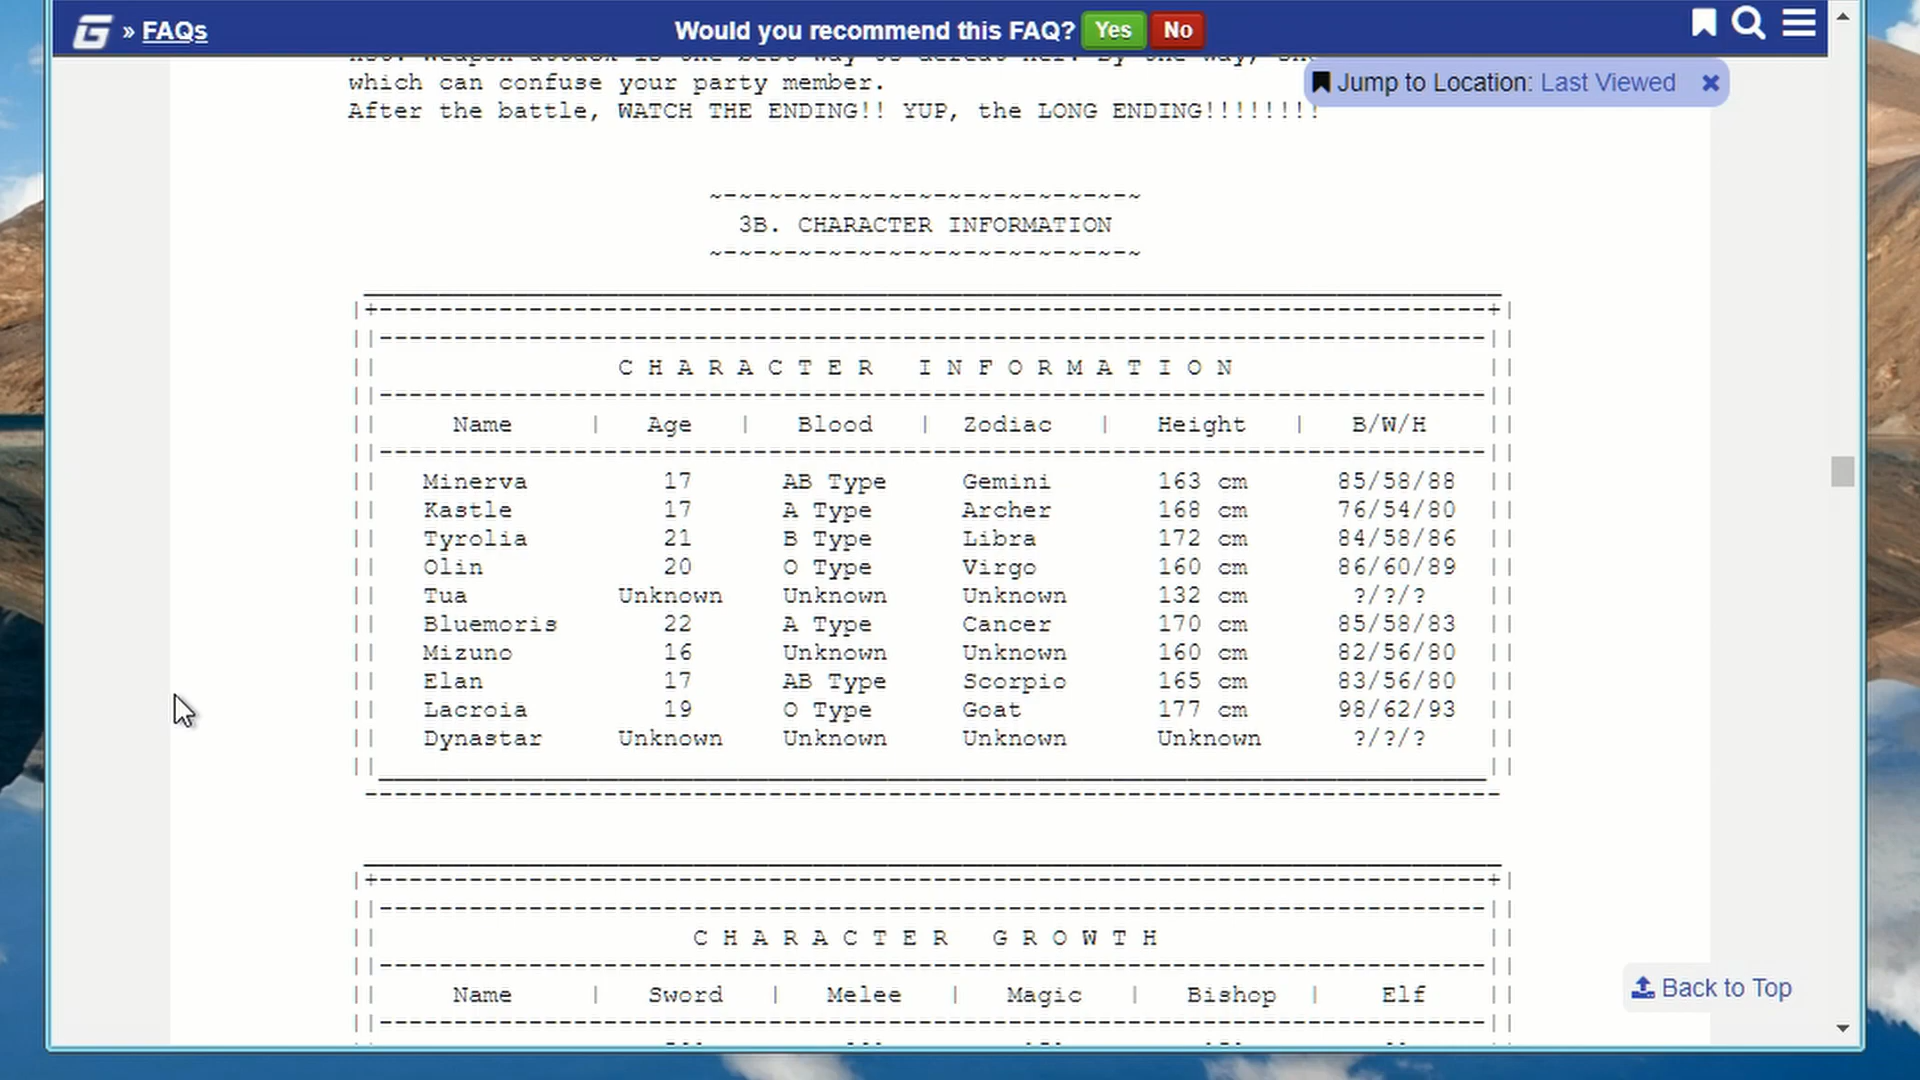 » FAQs
Would you recommend this FAQ? Yes No
Jump to Location: Last Viewed ×
which can confuse your party member.
After the battle, WATCH THE ENDING!! YUP, the LONG ENDING!!!!!!!!
~-~-~-~-~-~-~-~-~-~-~-~-~-~-~
3B. CHARACTER INFORMATION
~-~-~-~-~-~-~-~-~-~-~-~-~-~-~
C H A R A C T E R   I N F O R M A T I O N
Name | Age | Blood | Zodiac | Height | B/W/H
Minerva 17 AB Type Gemini 163 cm 85/58/88
Kastle 17 A Type Archer 168 cm 76/54/80
Tyrolia 21 B Type Libra 172 cm 84/58/86
Olin 20 O Type Virgo 160 cm 86/60/89
Tua Unknown Unknown Unknown 132 cm ?/?/?
Bluemoris 22 A Type Cancer 170 cm 85/58/83
Mizuno 16 Unknown Unknown 160 cm 82/56/80
Elan 17 AB Type Scorpio 165 cm 83/56/80
Lacroia 19 O Type Goat 177 cm 98/62/93
Dynastar Unknown Unknown Unknown Unknown ?/?/?
C H A R A C T E R   G R O W T H
Name | Sword | Melee | Magic | Bishop | Elf
Back to Top